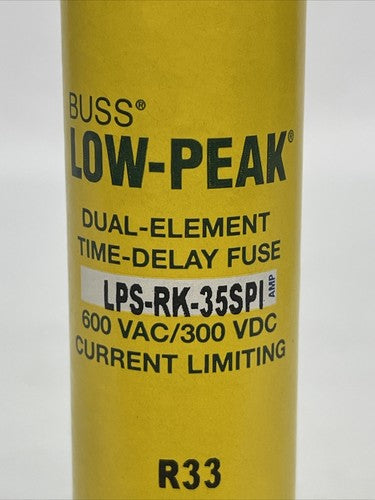 BUSS®
LOW-PEAK®
DUAL-ELEMENT
TIME-DELAY FUSE
LPS-RK-35SPI AMP
600 VAC/300 VDC
CURRENT LIMITING
R33